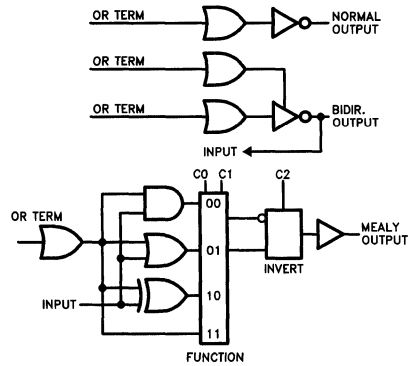 OR TERM
NORMAL
OUTPUT
OR TERM
OR TERM
BIDIR.
OUTPUT
INPUT
C0 C1
C2
OR TERM
00
01
MEALY
OUTPUT
INVERT
INPUT
10
11
FUNCTION